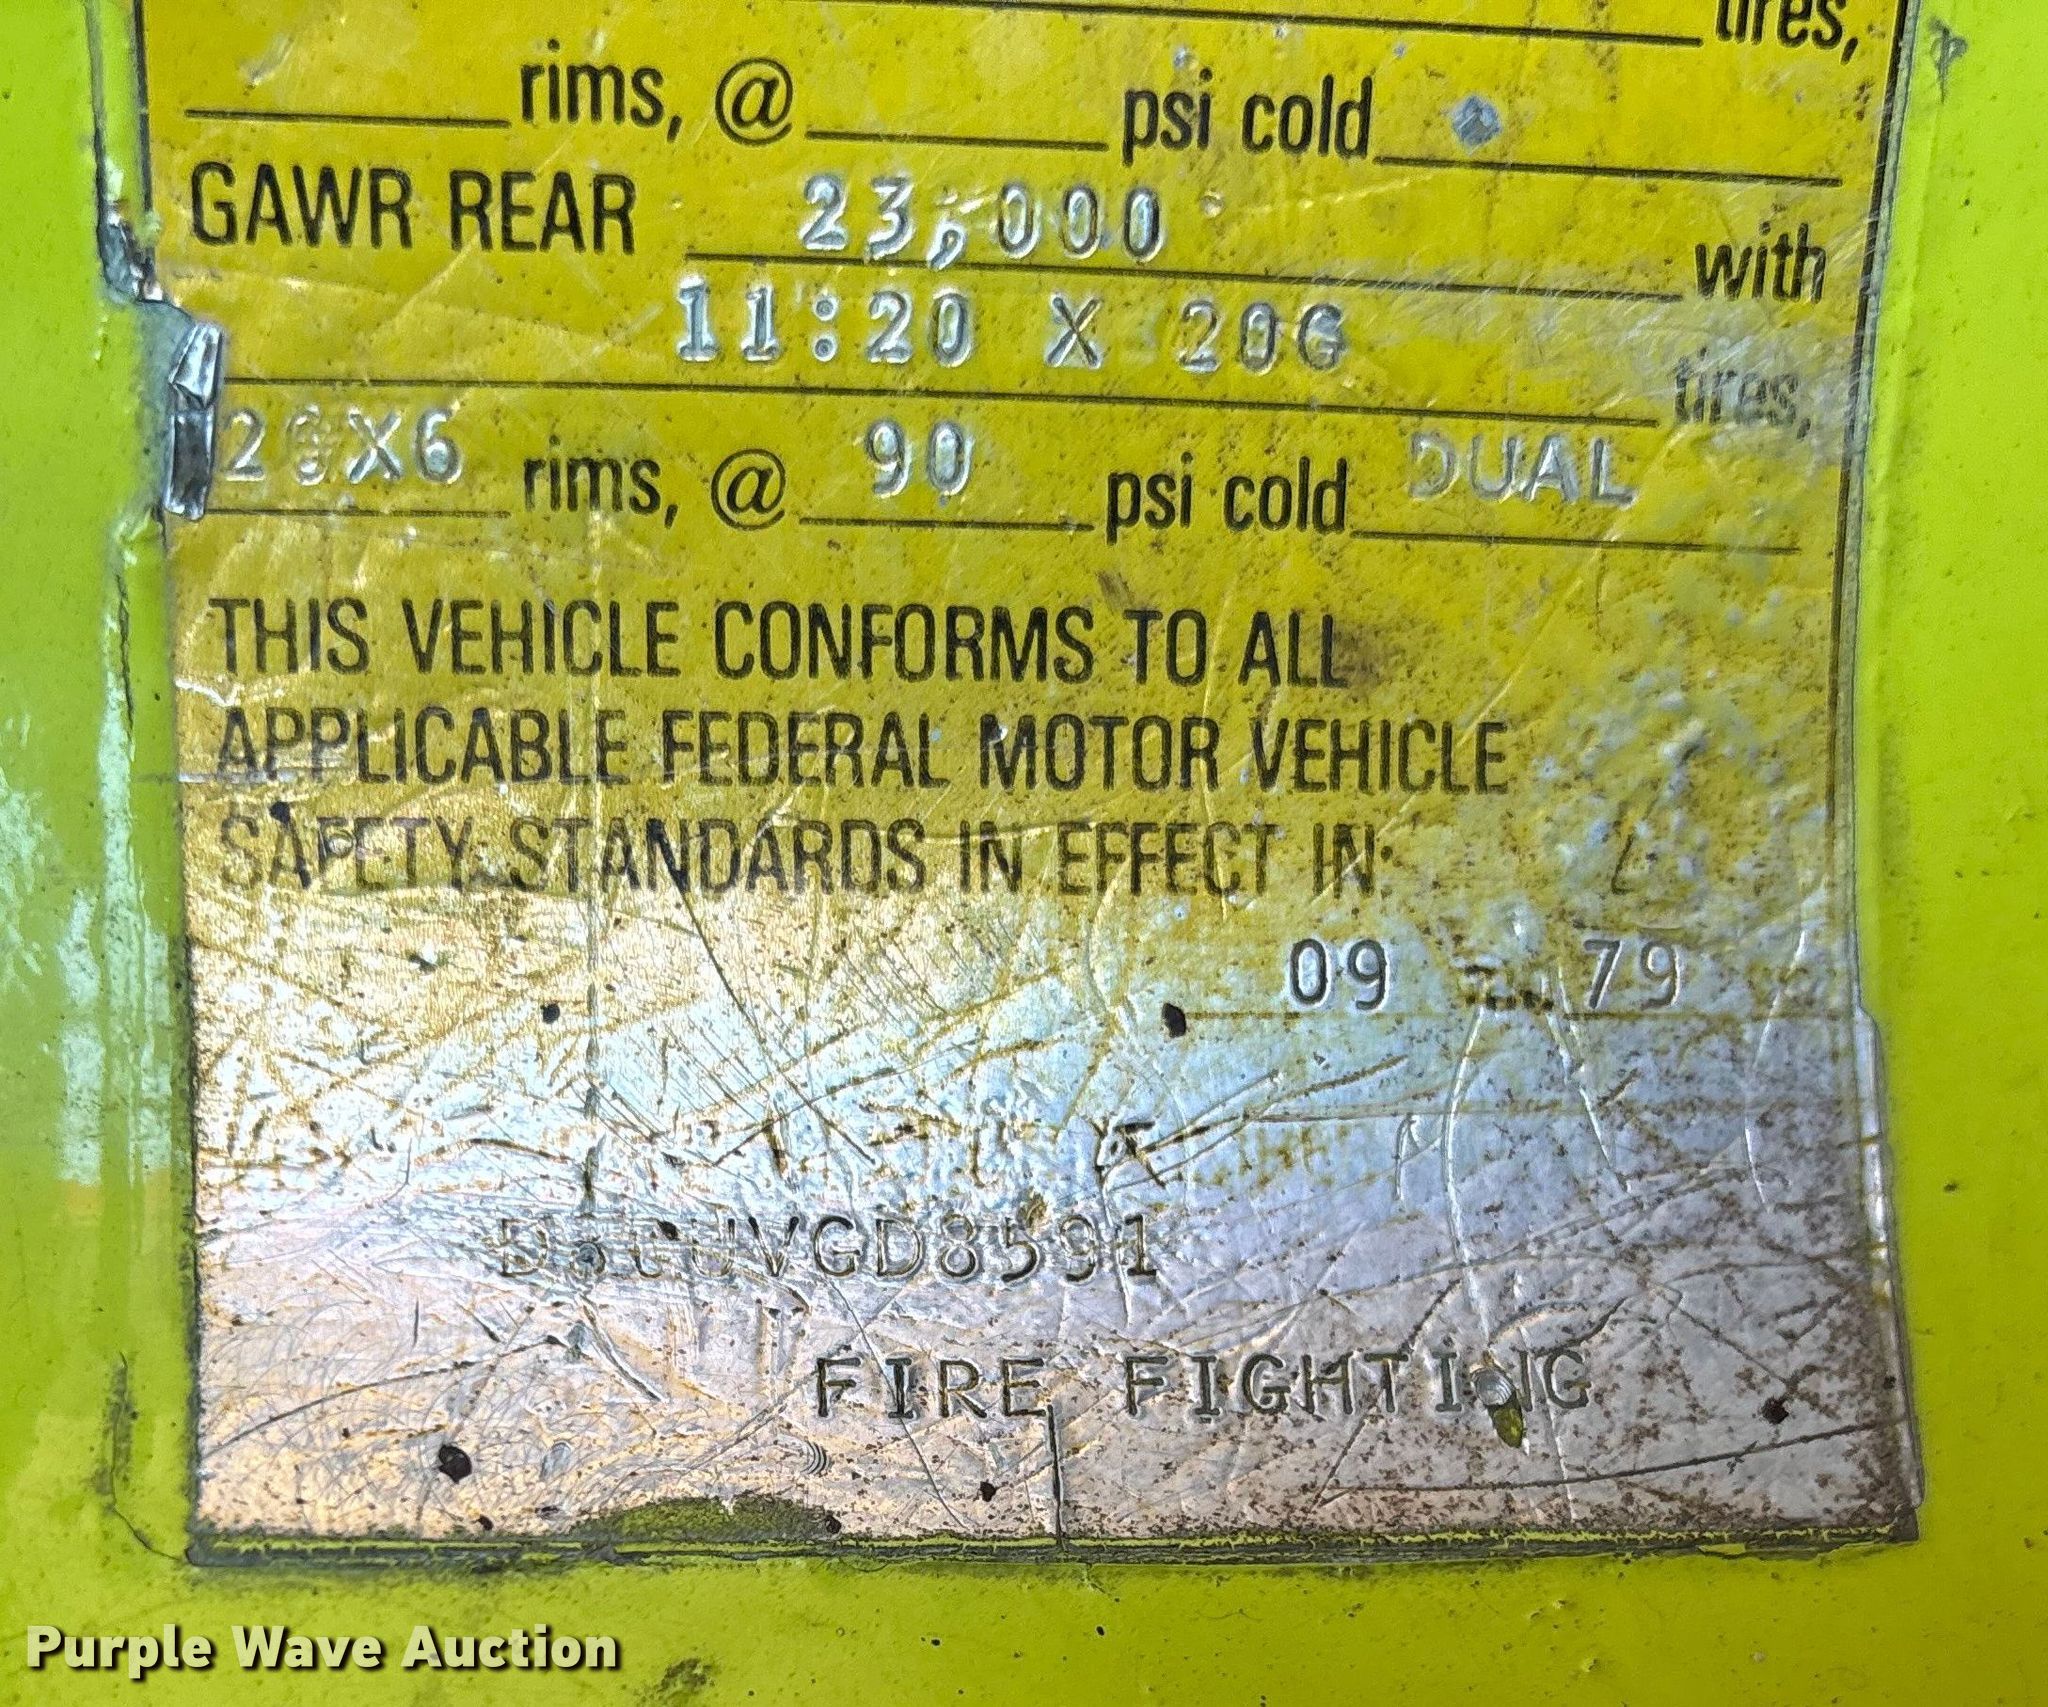 tires,
rims, @ psi cold
GAWR REAR 23,000 with
11:20 X 20G tires,
20X6 rims, @ 90 psi cold DUAL
THIS VEHICLE CONFORMS TO ALL
APPLICABLE FEDERAL MOTOR VEHICLE
SAFETY STANDARDS IN EFFECT IN:
09 79
FIRE FIGHTING
Purple Wave Auction